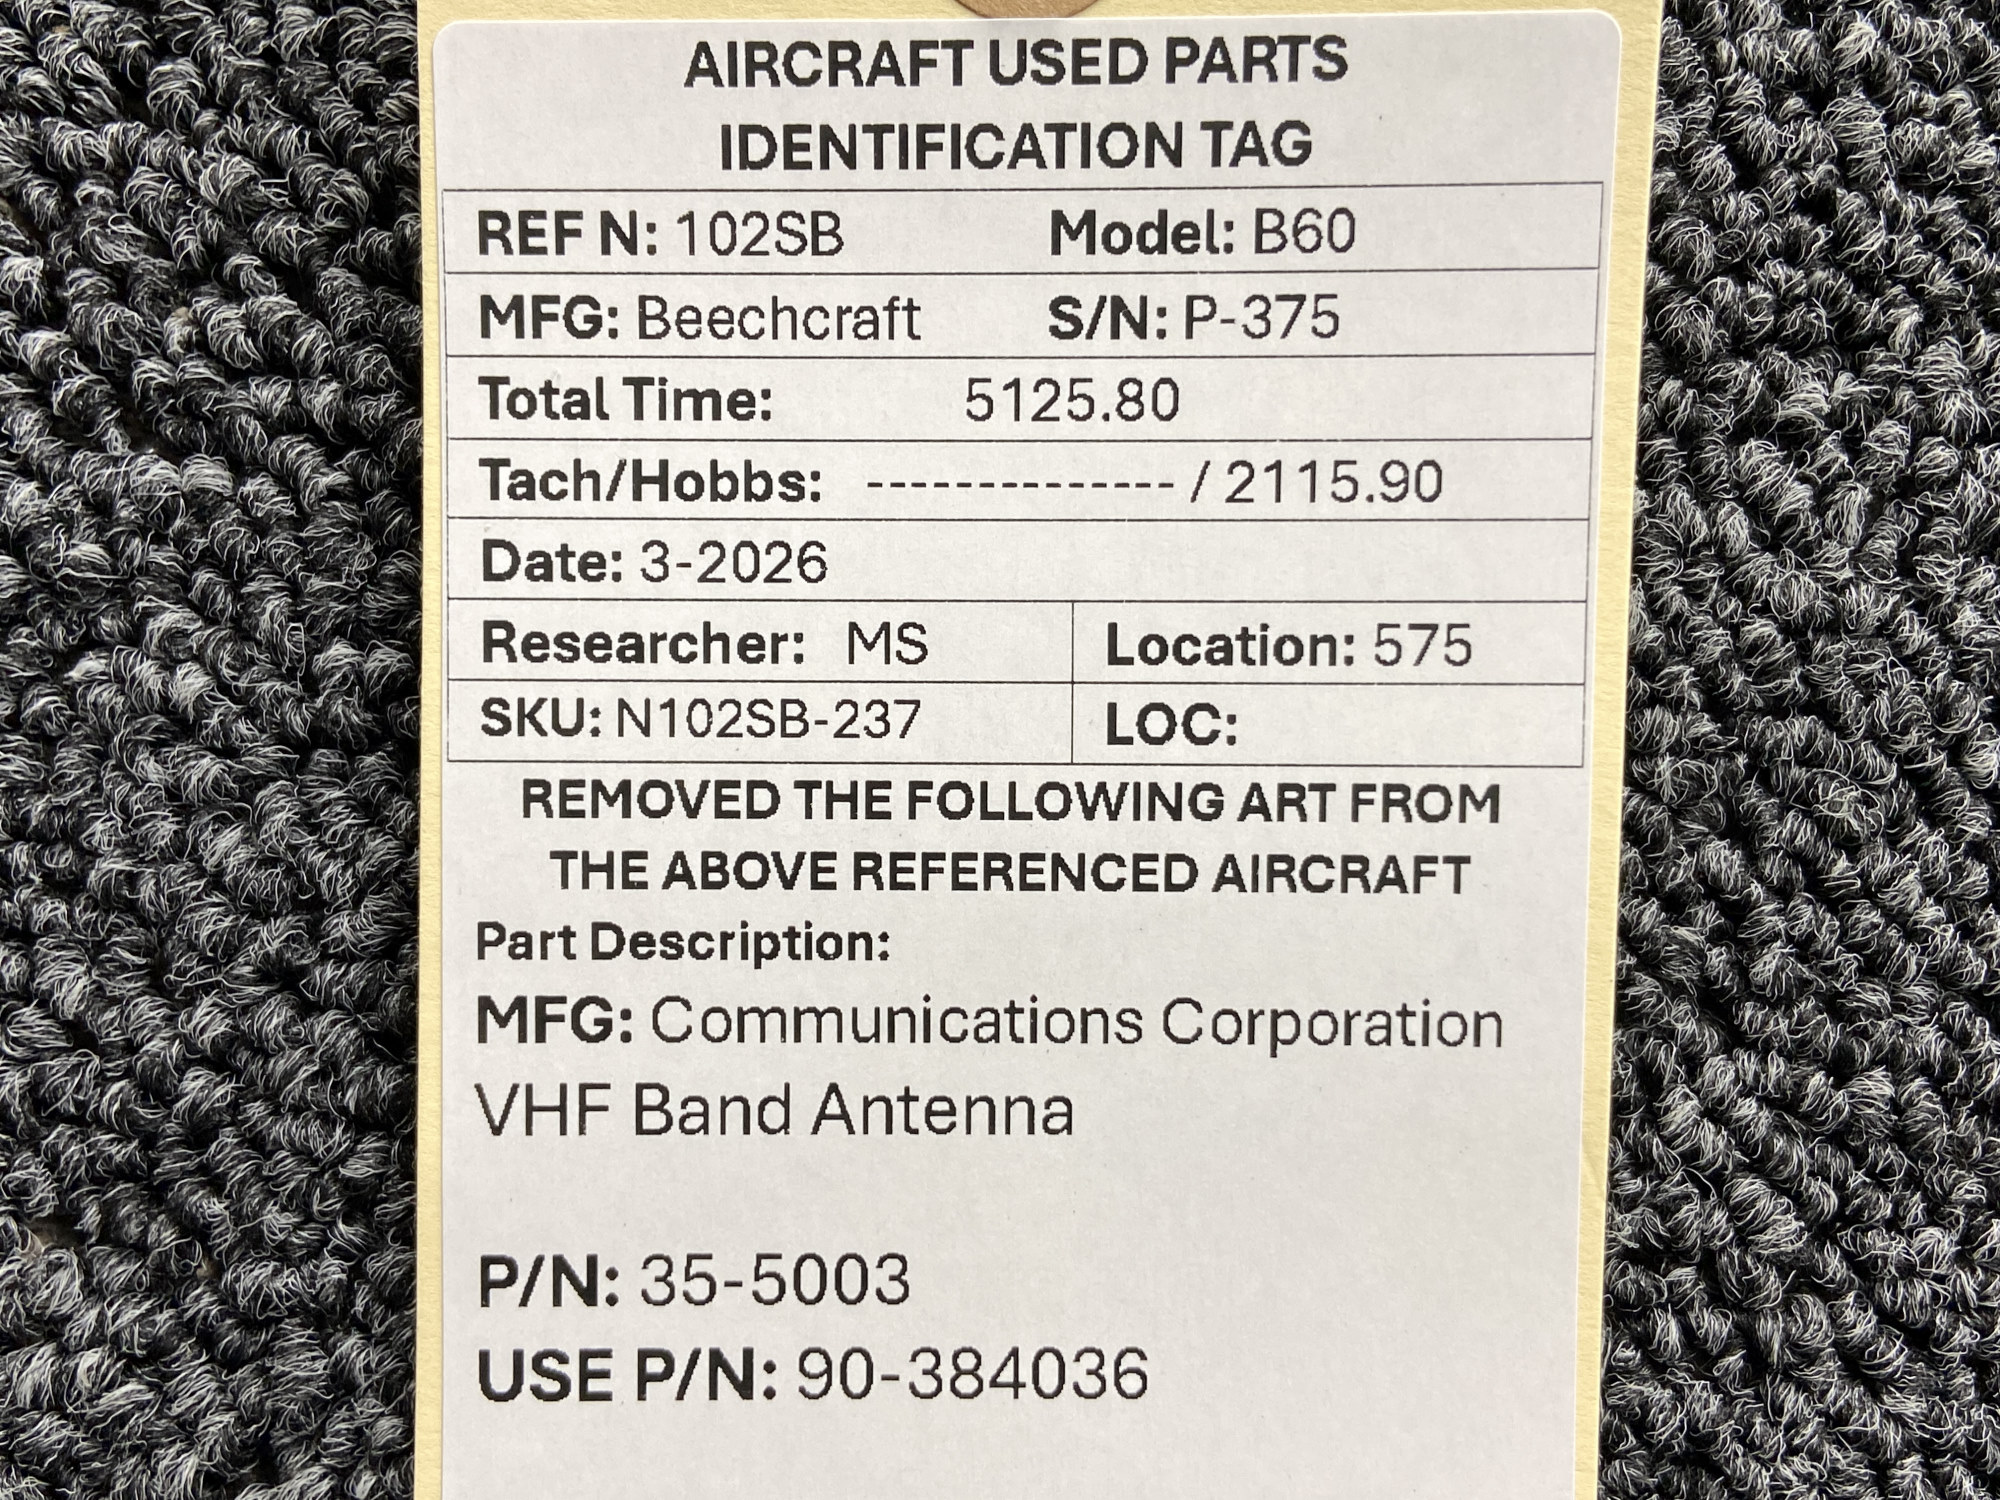 AIRCRAFT USED PARTS
IDENTIFICATION TAG
REF N: 102SB Model: B60
MFG: Beechcraft S/N: P-375
Total Time: 5125.80
Tach/Hobbs: -------------- / 2115.90
Date: 3-2026
Researcher: MS Location: 575
SKU: N102SB-237 LOC:
REMOVED THE FOLLOWING ART FROM
THE ABOVE REFERENCED AIRCRAFT
Part Description:
MFG: Communications Corporation
VHF Band Antenna
P/N: 35-5003
USE P/N: 90-384036